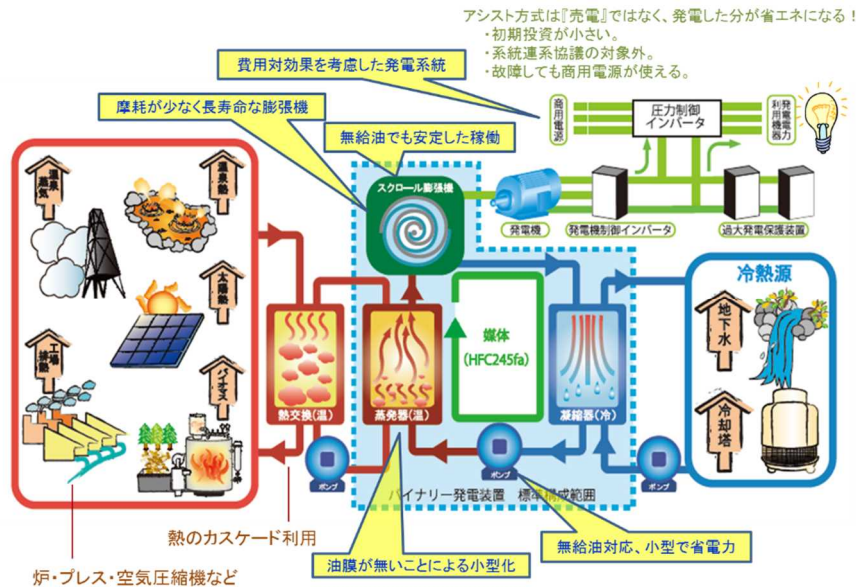 アシスト方式は『売電』ではなく、発電した分が省エネになる！
・初期投資が小さい。
・系統連系協議の対象外。
・故障しても商用電源が使える。
費用対効果を考慮した発電系統
摩耗が少なく長寿命な膨張機
無給油でも安定した稼働
商用電源
圧力制御
インバータ
発電電力
利用機器
スクロール膨張機
発電機
発電機制御インバータ
過大発電保護装置
温泉
蒸気
温泉熱
太陽熱
工場
排熱
バイオマス
熱交換(温)
蒸発器(温)
媒体
(HFC245fa)
凝縮器(冷)
冷熱源
地下水
冷却塔
ポンプ
ポンプ
ポンプ
バイナリー発電装置 標準構成範囲
熱のカスケード利用
炉・プレス・空気圧縮機など
油膜が無いことによる小型化
無給油対応、小型で省電力